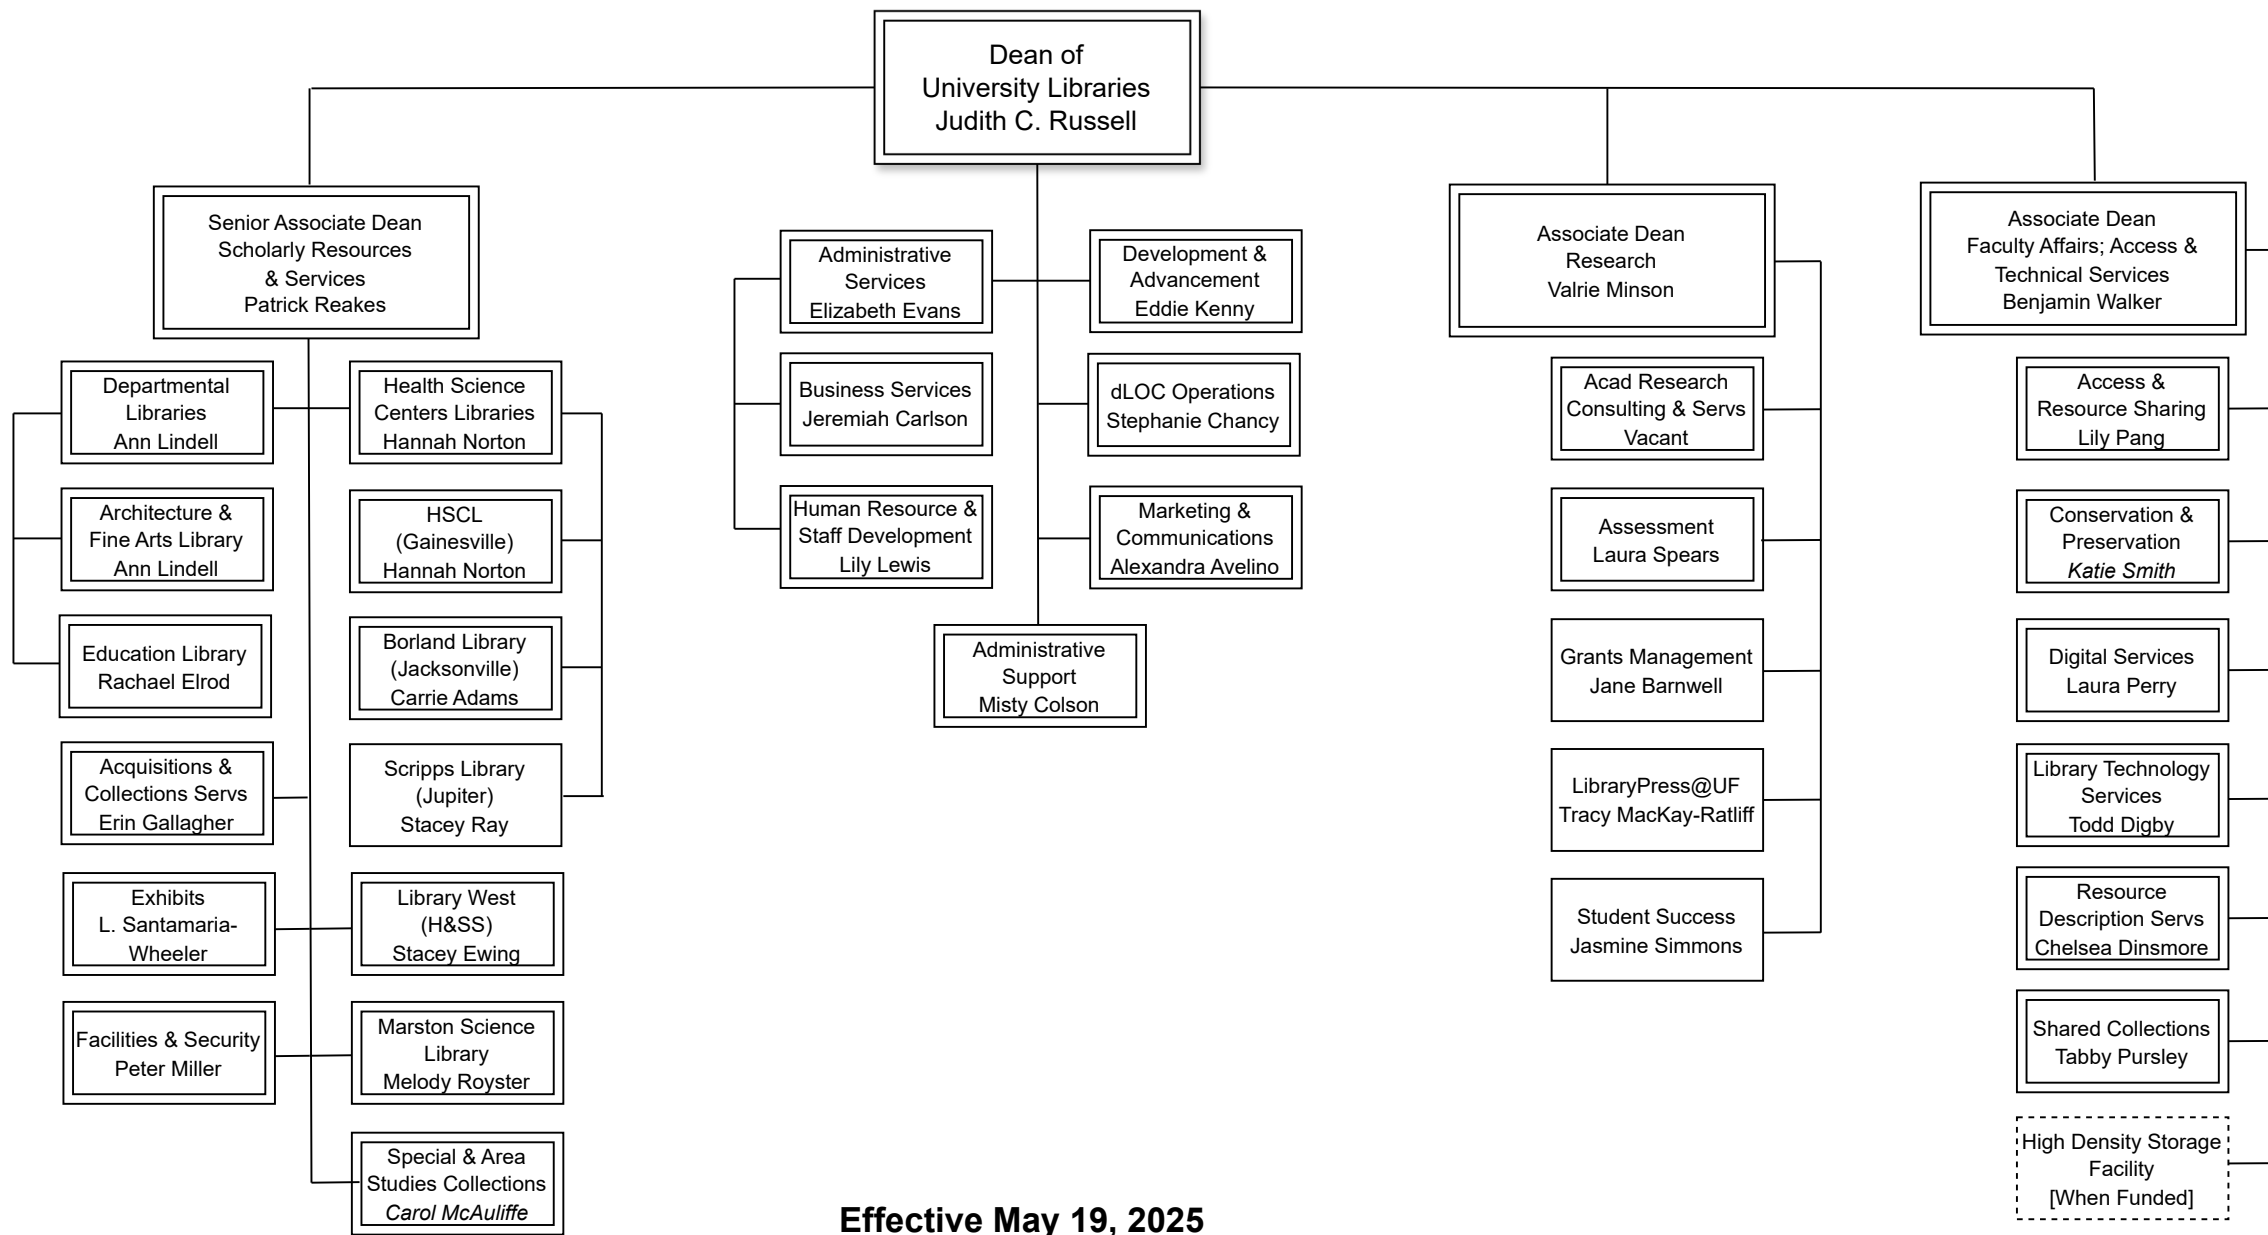 Dean of
University Libraries
Judith C. Russell
Senior Associate Dean
Scholarly Resources
& Services
Patrick Reakes
Departmental
Libraries
Ann Lindell
Health Science
Centers Libraries
Hannah Norton
Architecture &
Fine Arts Library
Ann Lindell
HSCL
(Gainesville)
Hannah Norton
Education Library
Rachael Elrod
Borland Library
(Jacksonville)
Carrie Adams
Acquisitions &
Collections Servs
Erin Gallagher
Scripps Library
(Jupiter)
Stacey Ray
Exhibits
L. Santamaria-
Wheeler
Library West
(H&SS)
Stacey Ewing
Facilities & Security
Peter Miller
Marston Science
Library
Melody Royster
Special & Area
Studies Collections
Carol McAuliffe
Administrative
Services
Elizabeth Evans
Development &
Advancement
Eddie Kenny
Business Services
Jeremiah Carlson
dLOC Operations
Stephanie Chancy
Human Resource &
Staff Development
Lily Lewis
Marketing &
Communications
Alexandra Avelino
Administrative
Support
Misty Colson
Associate Dean
Research
Valrie Minson
Acad Research
Consulting & Servs
Vacant
Assessment
Laura Spears
Grants Management
Jane Barnwell
LibraryPress@UF
Tracy MacKay-Ratliff
Student Success
Jasmine Simmons
Associate Dean
Faculty Affairs; Access &
Technical Services
Benjamin Walker
Access &
Resource Sharing
Lily Pang
Conservation &
Preservation
Katie Smith
Digital Services
Laura Perry
Library Technology
Services
Todd Digby
Resource
Description Servs
Chelsea Dinsmore
Shared Collections
Tabby Pursley
High Density Storage
Facility
[When Funded]
Effective May 19, 2025